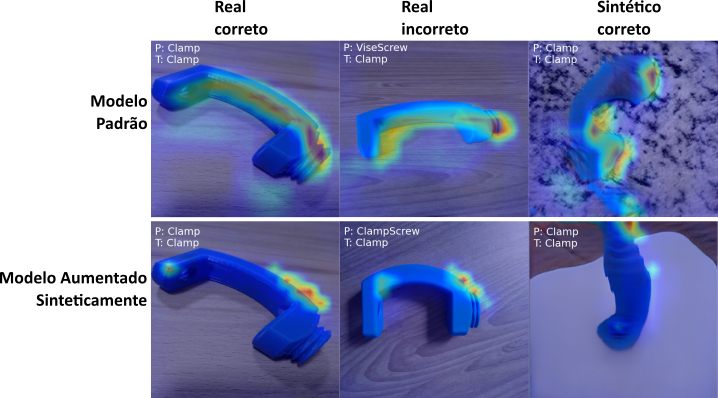 Real
correto
Real
incorreto
Sintético
correto
Modelo
Padrão
P: Clamp
T: Clamp
P: ViseScrew
T: Clamp
P: Clamp
T: Clamp
Modelo Aumentado
Sinteticamente
P: Clamp
T: Clamp
P: ClampScrew
T: Clamp
P: Clamp
T: Clamp